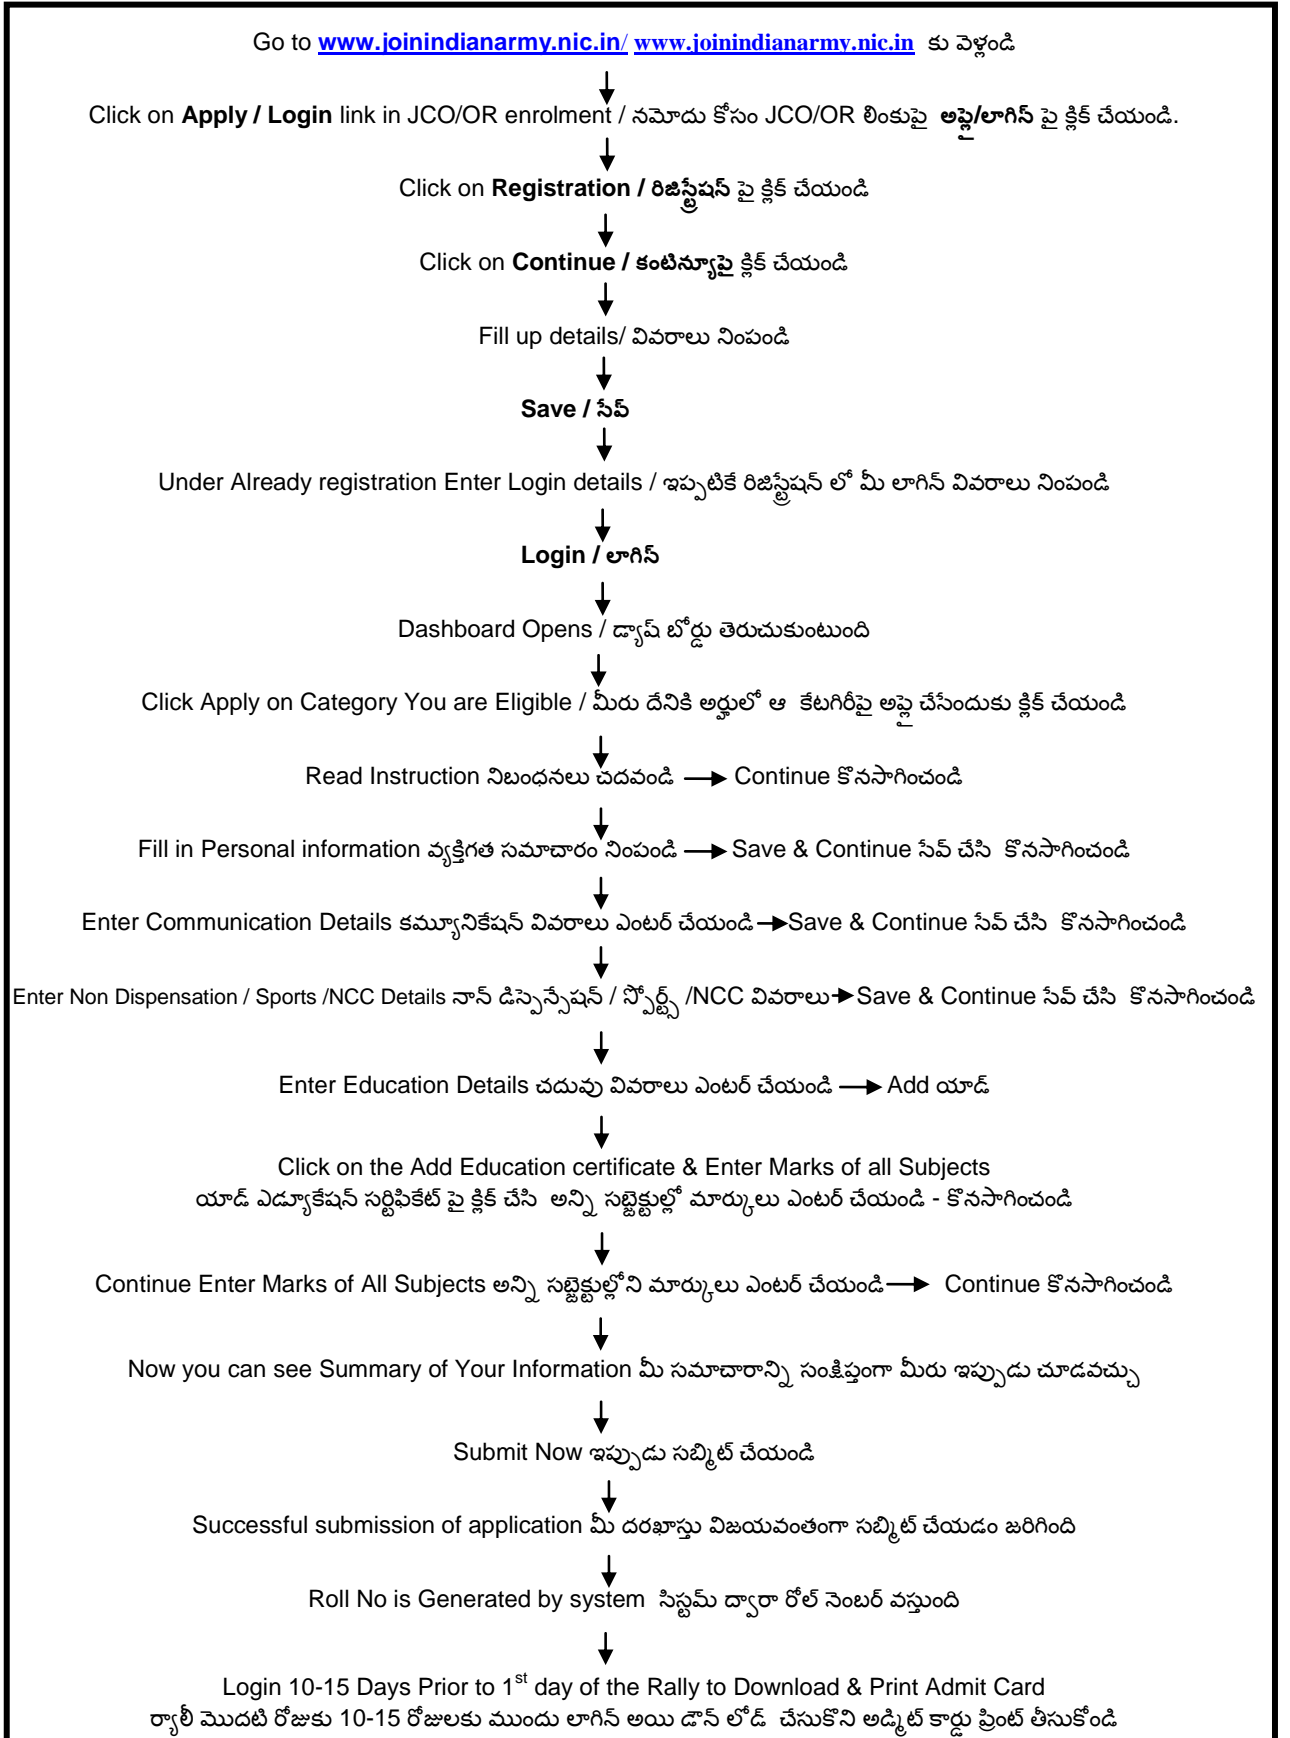 Go to www.joinindianarmy.nic.in/ www.joinindianarmy.nic.in కు వెళ్లండి
Click on Apply / Login link in JCO/OR enrolment / నమోదు కోసం JCO/OR లింకుపై అప్లై/లాగిన్ పై క్లిక్ చేయండి.
Click on Registration / రిజిస్ట్రేషన్ పై క్లిక్ చేయండి
Click on Continue / కంటిన్యూపై క్లిక్ చేయండి
Fill up details/ వివరాలు నింపండి
Save / సేవ్
Under Already registration Enter Login details / ఇప్పటికే రిజిస్ట్రేషన్ లో మీ లాగిన్ వివరాలు నింపండి
Login / లాగిన్
Dashboard Opens / డ్యాష్ బోర్డు తెరుచుకుంటుంది
Click Apply on Category You are Eligible / మీరు దేనికి అర్హులో ఆ కేటగిరీపై అప్లై చేసేందుకు క్లిక్ చేయండి
Read Instruction నిబంధనలు చదవండి → Continue కొనసాగించండి
Fill in Personal information వ్యక్తిగత సమాచారం నింపండి → Save & Continue సేవ్ చేసి కొనసాగించండి
Enter Communication Details కమ్యూనికేషన్ వివరాలు ఎంటర్ చేయండి →Save & Continue సేవ్ చేసి కొనసాగించండి
Enter Non Dispensation / Sports /NCC Details నాన్ డిస్పెన్సేషన్ / స్పోర్ట్స్ /NCC వివరాలు→ Save & Continue సేవ్ చేసి కొనసాగించండి
Enter Education Details చదువు వివరాలు ఎంటర్ చేయండి → Add యాడ్
Click on the Add Education certificate & Enter Marks of all Subjects
యాడ్ ఎడ్యూకేషన్ సర్టిఫికేట్ పై క్లిక్ చేసి అన్ని సబ్జెక్టుల్లో మార్కులు ఎంటర్ చేయండి - కొనసాగించండి
Continue Enter Marks of All Subjects అన్ని సబ్జెక్టుల్లోని మార్కులు ఎంటర్ చేయండి → Continue కొనసాగించండి
Now you can see Summary of Your Information మీ సమాచారాన్ని సంక్షిప్తంగా మీరు ఇప్పుడు చూడవచ్చు
Submit Now ఇప్పుడు సబ్మిట్ చేయండి
Successful submission of application మీ దరఖాస్తు విజయవంతంగా సబ్మిట్ చేయడం జరిగింది
Roll No is Generated by system సిస్టమ్ ద్వారా రోల్ నెంబర్ వస్తుంది
Login 10-15 Days Prior to 1st day of the Rally to Download & Print Admit Card
ర్యాలీ మొదటి రోజుకు 10-15 రోజులకు ముందు లాగిన్ అయి డౌన్ లోడ్ చేసుకొని అడ్మిట్ కార్డు ప్రింట్ తీసుకోండి